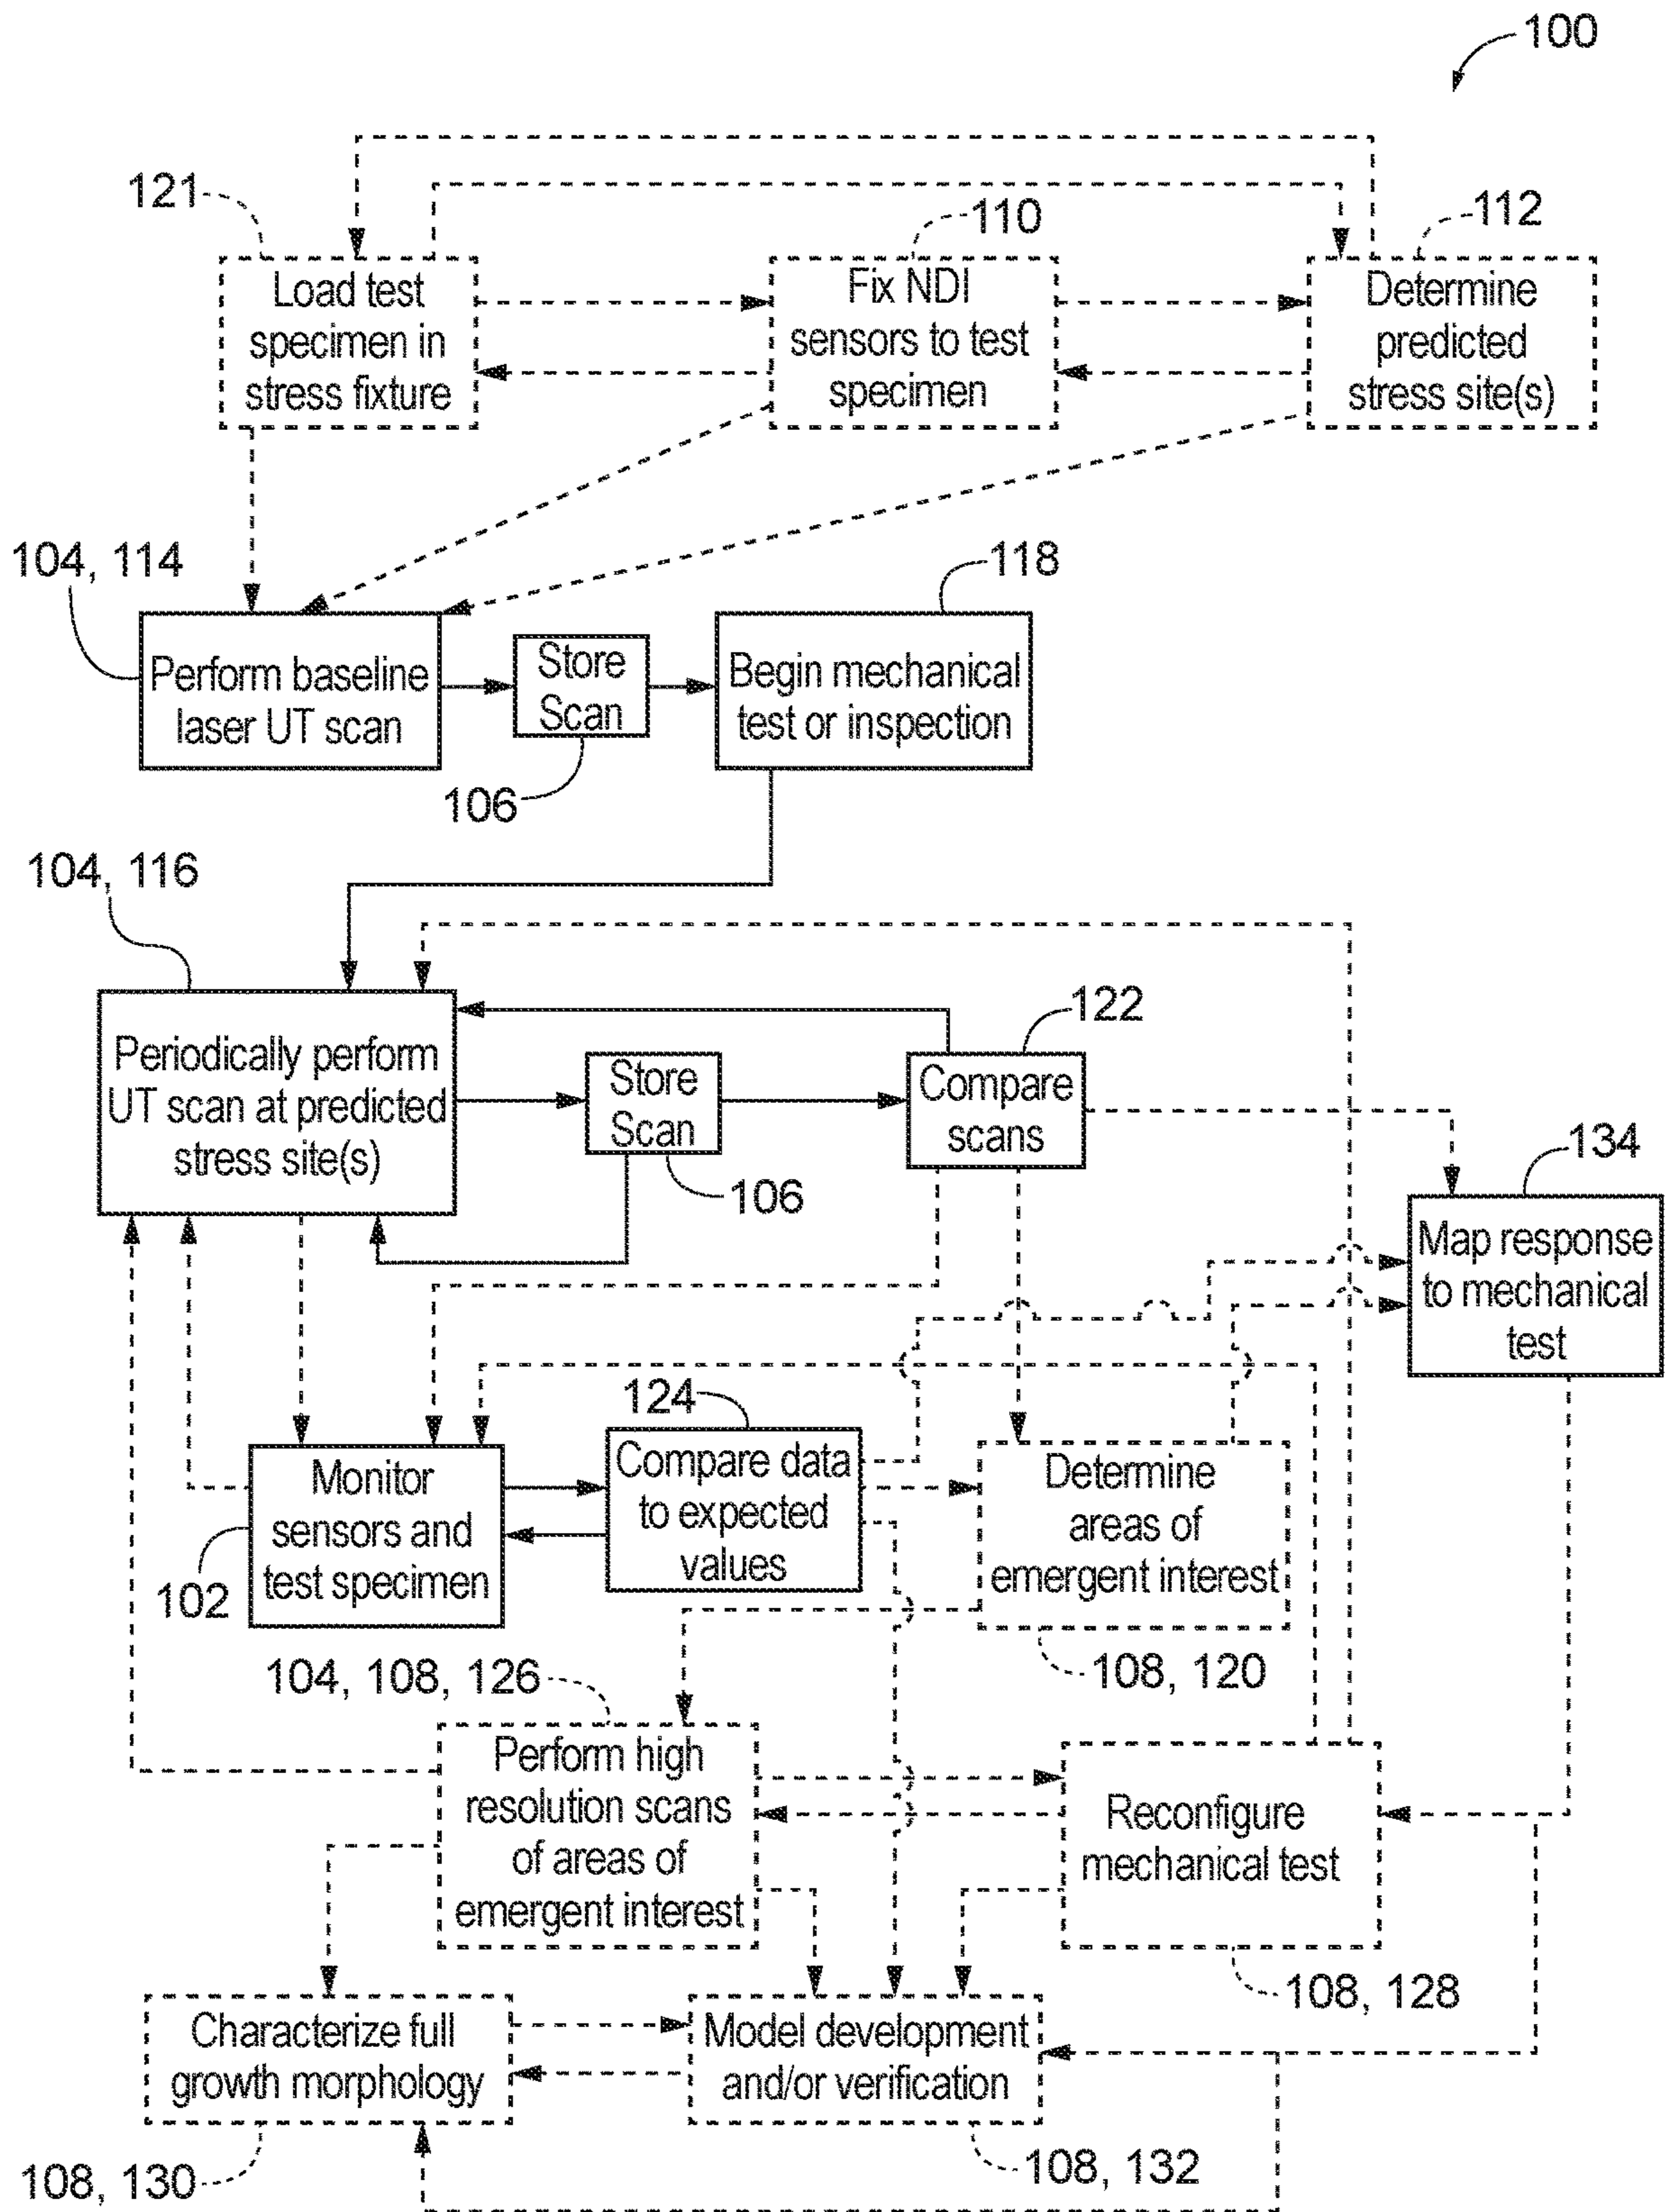 100
121
110
112
Load test
specimen in
stress fixture
Fix NDI
sensors to test
specimen
Determine
predicted
stress site(s)
104, 114
118
Perform baseline
laser UT scan
Store
Scan
Begin mechanical
test or inspection
106
104, 116
122
Periodically perform
UT scan at predicted
stress site(s)
Store
Scan
Compare
scans
106
134
Map response
to mechanical
test
124
Monitor
sensors and
test specimen
Compare data
to expected
values
Determine
areas of
emergent interest
102
104, 108, 126
108, 120
Perform high
resolution scans
of areas of
emergent interest
Reconfigure
mechanical test
108, 128
Characterize full
growth morphology
Model development
and/or verification
108, 130
108, 132